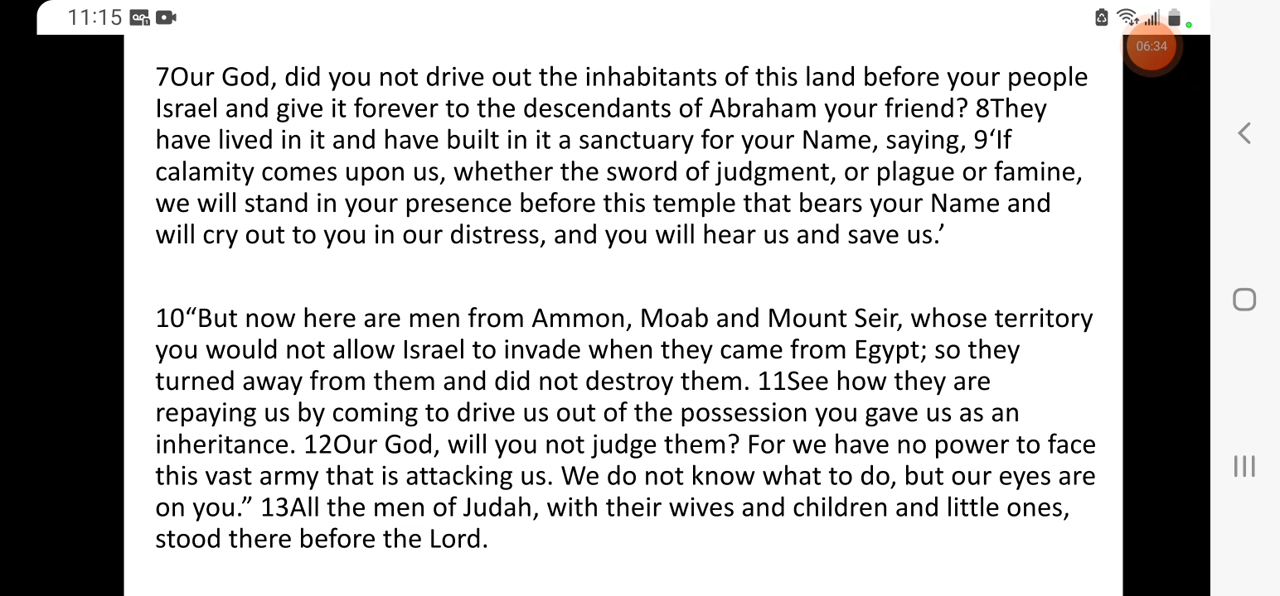 11:15
06:34
7Our God, did you not drive out the inhabitants of this land before your people
Israel and give it forever to the descendants of Abraham your friend? 8They
have lived in it and have built in it a sanctuary for your Name, saying, 9‘If
calamity comes upon us, whether the sword of judgment, or plague or famine,
we will stand in your presence before this temple that bears your Name and
will cry out to you in our distress, and you will hear us and save us.’
10“But now here are men from Ammon, Moab and Mount Seir, whose territory
you would not allow Israel to invade when they came from Egypt; so they
turned away from them and did not destroy them. 11See how they are
repaying us by coming to drive us out of the possession you gave us as an
inheritance. 12Our God, will you not judge them? For we have no power to face
this vast army that is attacking us. We do not know what to do, but our eyes are
on you.” 13All the men of Judah, with their wives and children and little ones,
stood there before the Lord.